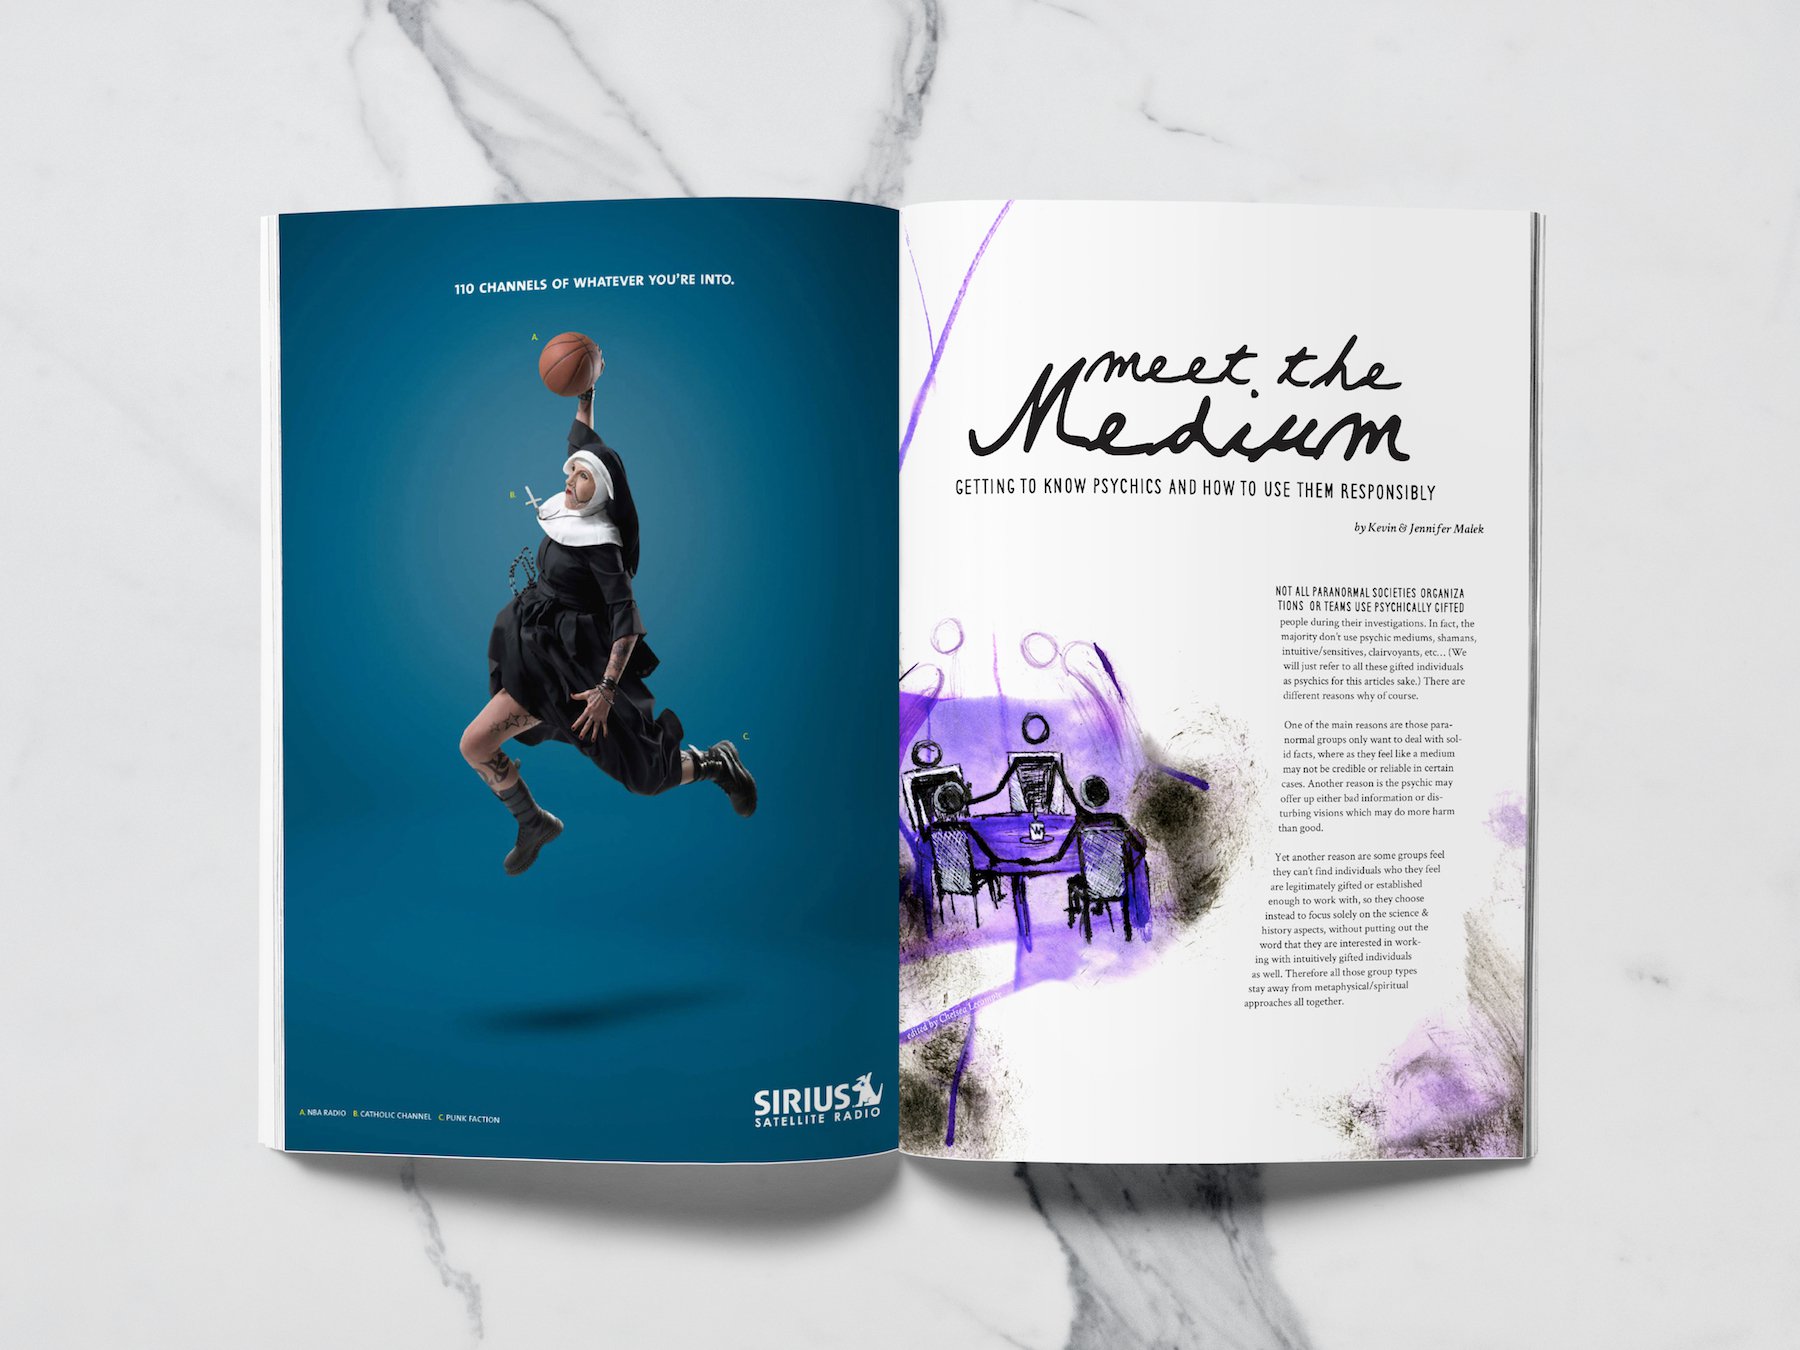 110 CHANNELS OF WHATEVER YOU'RE INTO.
A.
B.
C.
A. NBA RADIO B. CATHOLIC CHANNEL C. PUNK FACTION
SIRIUS
SATELLITE RADIO
meet the
Medium
GETTING TO KNOW PSYCHICS AND HOW TO USE THEM RESPONSIBLY
by Kevin & Jennifer Malek
NOT ALL PARANORMAL SOCIETIES ORGANIZA
TIONS OR TEAMS USE PSYCHICALLY GIFTED
people during their investigations. In fact, the
majority don't use psychic mediums, shamans,
intuitive/sensitives, clairvoyants, etc... (We
will just refer to all these gifted individuals
as psychics for this articles sake.) There are
different reasons why of course.
One of the main reasons are those para-
normal groups only want to deal with sol-
id facts, where as they feel like a medium
may not be credible or reliable in certain
cases. Another reason is the psychic may
offer up either bad information or dis-
turbing visions which may do more harm
than good.
Yet another reason are some groups feel
they can't find individuals who they feel
are legitimately gifted or established
enough to work with, so they choose
instead to focus solely on the science &
history aspects, without putting out the
word that they are interested in work-
ing with intuitively gifted individuals
as well. Therefore all those group types
stay away from metaphysical/spiritual
approaches all together.
W
edited by Chelsea Lecompte